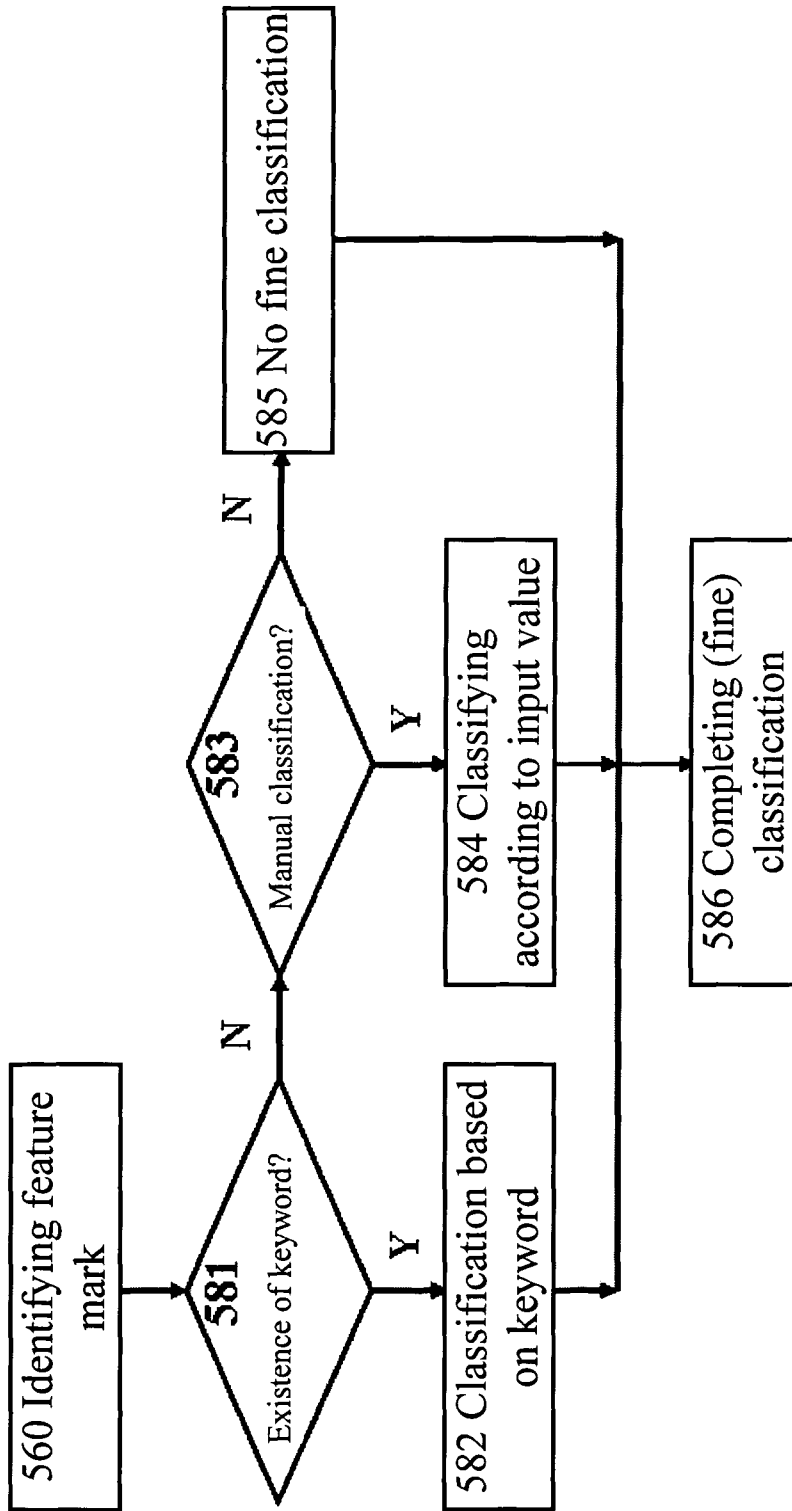 560 Identifying feature
mark
581
Existence of keyword?
N
Y
582 Classification based
on keyword
583
Manual classification?
N
Y
584 Classifying
according to input value
585 No fine classification
586 Completing (fine)
classification